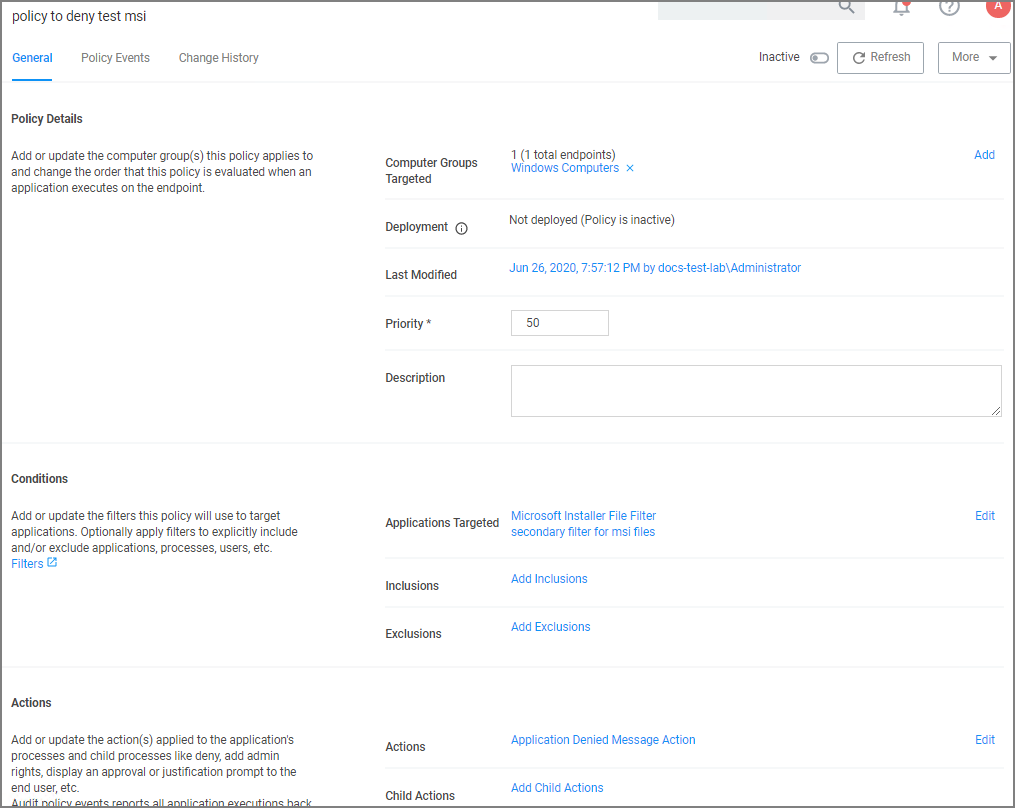 policy to deny test msi
A
General Policy Events Change History Inactive Refresh More
Policy Details
Add or update the computer group(s) this policy applies to
and change the order that this policy is evaluated when an
application executes on the endpoint.
Computer Groups
Targeted
1 (1 total endpoints)
Windows Computers ×
Add
Deployment Not deployed (Policy is inactive)
Last Modified Jun 26, 2020, 7:57:12 PM by docs-test-lab\Administrator
Priority * 50
Description
Conditions
Add or update the filters this policy will use to target
applications. Optionally apply filters to explicitly include
and/or exclude applications, processes, users, etc.
Filters
Applications Targeted
Microsoft Installer File Filter
secondary filter for msi files
Edit
Inclusions Add Inclusions
Exclusions Add Exclusions
Actions
Add or update the action(s) applied to the application's
processes and child processes like deny, add admin
rights, display an approval or justification prompt to the
end user, etc.
Audit policy events reports all application executions back
Actions Application Denied Message Action Edit
Child Actions Add Child Actions